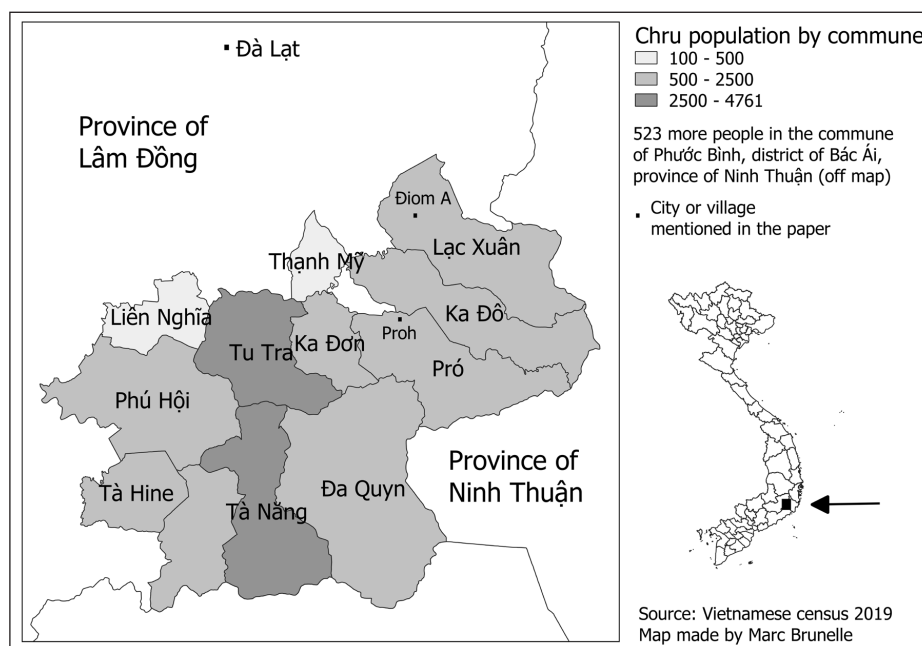 Đà Lạt
Province of
Lâm Đồng
Điom A
Lạc Xuân
Thạnh Mỹ
Liên Nghĩa
Ka Đô
Tu Tra
Ka Đơn
Proh
Pró
Phú Hội
Province of
Ninh Thuận
Tà Hine
Đa Quyn
Tà Năng
Chru population by commune
100 - 500
500 - 2500
2500 - 4761
523 more people in the commune
of Phước Bình, district of Bác Ái,
province of Ninh Thuận (off map)
City or village
mentioned in the paper
Source: Vietnamese census 2019
Map made by Marc Brunelle